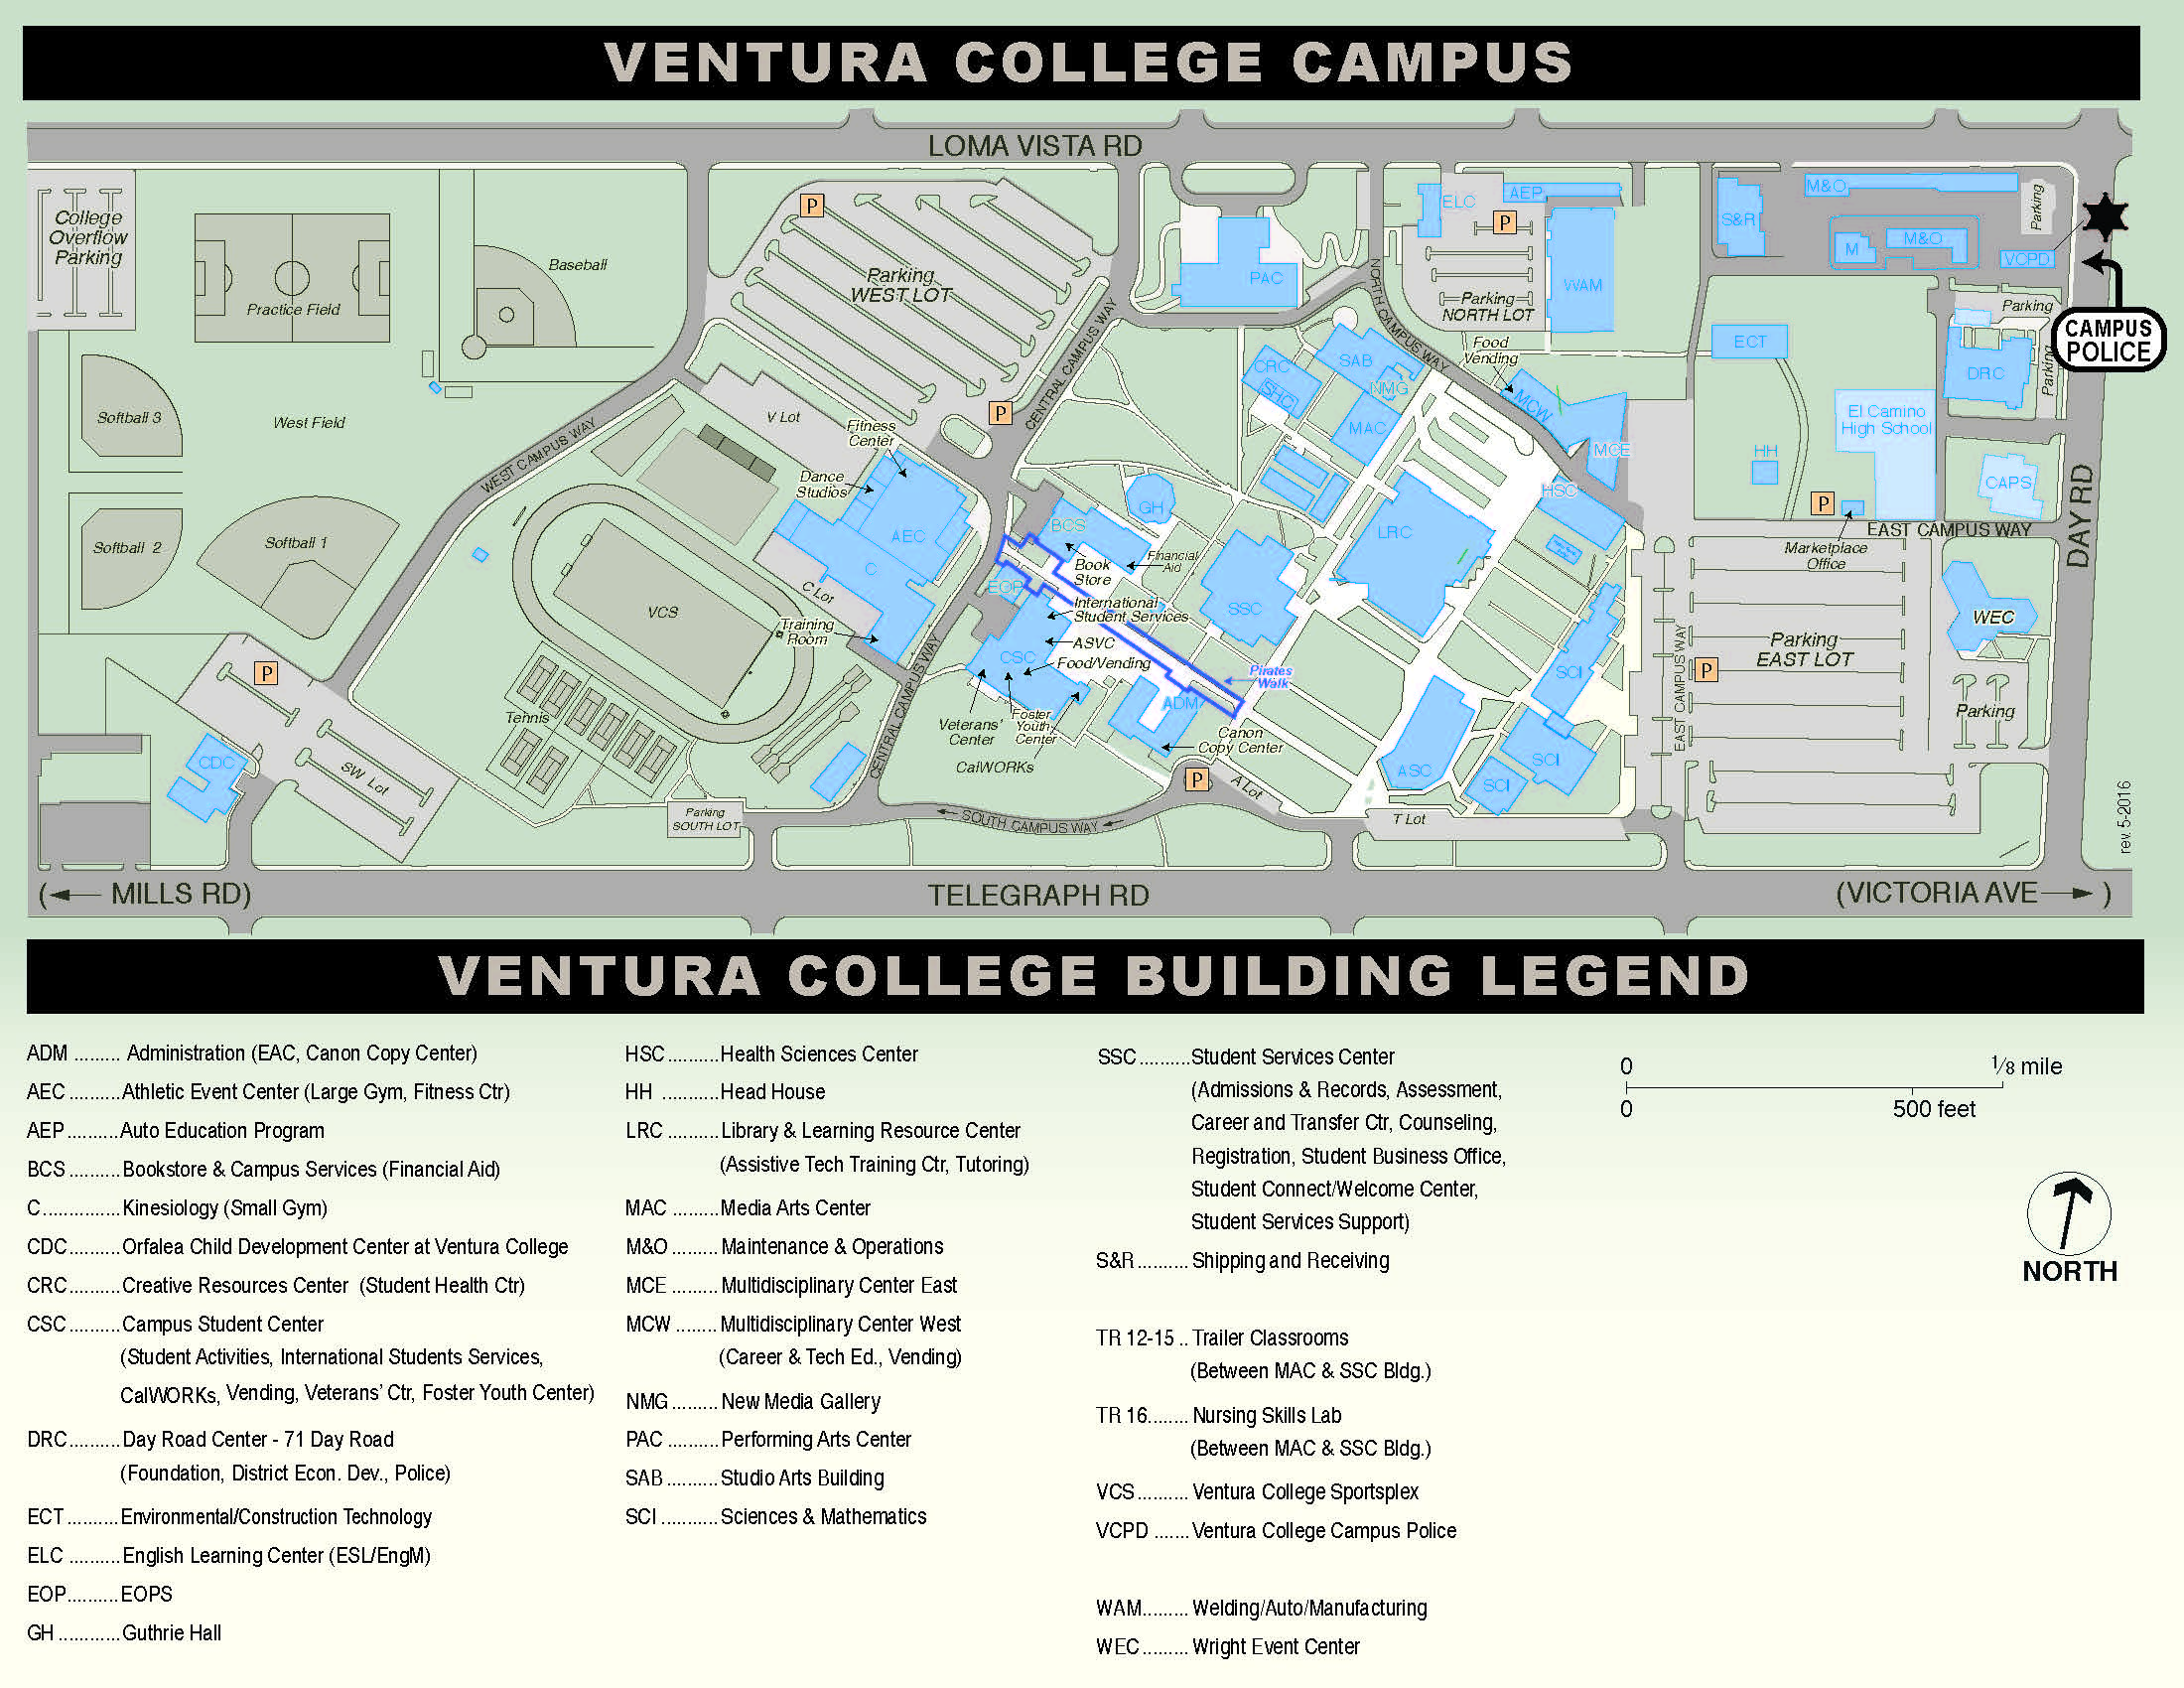 VENTURA COLLEGE CAMPUS
LOMA VISTA RD
College
Overflow
Parking
Practice Field
Baseball
P
Parking
WEST LOT
P
CENTRAL CAMPUS WAY
PAC
NORTH CAMPUS WAY
ELC
AEP
P
Parking
NORTH LOT
WAM
Food
Vending
S&R
M&O
M
M&O
VCPD
Parking
Parking
Parking
CAMPUS
POLICE
ECT
DRC
El Camino
High School
HH
CAPS
P
Marketplace
Office
EAST CAMPUS WAY
DAY RD
Softball 3
West Field
WEST CAMPUS WAY
V Lot
Fitness
Center
Dance
Studios
AEC
C
C Lot
Training
Room
CRC
SHC
SAB
NMG
MAC
MCW
MCE
HSC
LRC
GH
BCS
Book
Store
Financial
Aid
EOP
International
Student Services
ASVC
CSC
Food/Vending
SSC
Pirates
Walk
ADM
Canon
Copy Center
Veterans'
Center
Foster
Youth
Center
CalWORKs
Softball 2
Softball 1
VCS
Tennis
P
SW Lot
CDC
Parking
SOUTH LOT
CENTRAL CAMPUS WAY
SOUTH CAMPUS WAY
P
A Lot
T Lot
ASC
SCI
SCI
SCI
EAST CAMPUS WAY
P
Parking
EAST LOT
WEC
Parking
rev. 5-2016
(← MILLS RD)
TELEGRAPH RD
(VICTORIA AVE→)
VENTURA COLLEGE BUILDING LEGEND
ADM ......... Administration (EAC, Canon Copy Center)
AEC ..........Athletic Event Center (Large Gym, Fitness Ctr)
AEP ..........Auto Education Program
BCS ..........Bookstore & Campus Services (Financial Aid)
C ...............Kinesiology (Small Gym)
CDC ..........Orfalea Child Development Center at Ventura College
CRC ..........Creative Resources Center (Student Health Ctr)
CSC ..........Campus Student Center
(Student Activities, International Students Services,
CalWORKs, Vending, Veterans' Ctr, Foster Youth Center)
DRC ..........Day Road Center - 71 Day Road
(Foundation, District Econ. Dev., Police)
ECT ..........Environmental/Construction Technology
ELC ..........English Learning Center (ESL/EngM)
EOP ..........EOPS
GH ............Guthrie Hall
HSC ..........Health Sciences Center
HH ...........Head House
LRC ..........Library & Learning Resource Center
(Assistive Tech Training Ctr, Tutoring)
MAC .........Media Arts Center
M&O ......... Maintenance & Operations
MCE .........Multidisciplinary Center East
MCW ........Multidisciplinary Center West
(Career & Tech Ed., Vending)
NMG .........New Media Gallery
PAC ..........Performing Arts Center
SAB ..........Studio Arts Building
SCI ...........Sciences & Mathematics
SSC ..........Student Services Center
(Admissions & Records, Assessment,
Career and Transfer Ctr, Counseling,
Registration, Student Business Office,
Student Connect/Welcome Center,
Student Services Support)
S&R .......... Shipping and Receiving
TR 12-15 .. Trailer Classrooms
(Between MAC & SSC Bldg.)
TR 16........ Nursing Skills Lab
(Between MAC & SSC Bldg.)
VCS .......... Ventura College Sportsplex
VCPD ....... Ventura College Campus Police
WAM ......... Welding/Auto/Manufacturing
WEC ......... Wright Event Center
0 1/8 mile
0 500 feet
NORTH